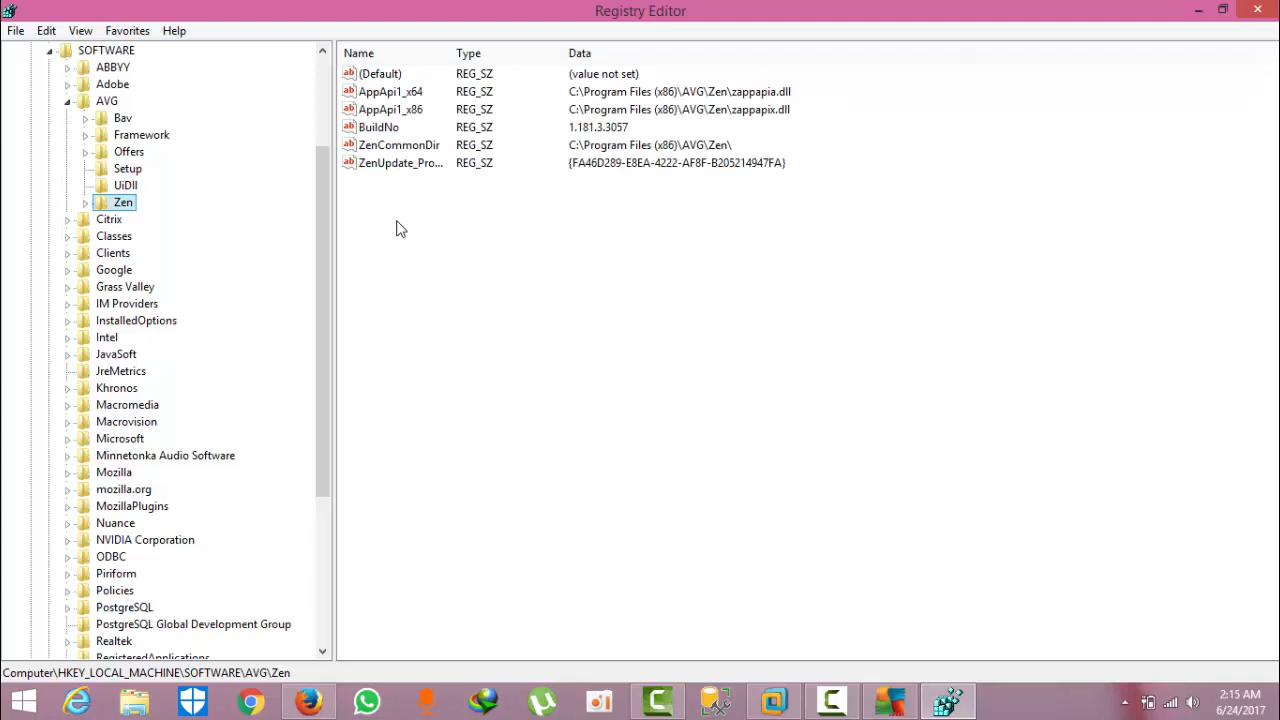 Registry Editor
File Edit View Favorites Help
SOFTWARE
ABBYY
Adobe
AVG
Bav
Framework
Offers
Setup
UiDll
Zen
Citrix
Classes
Clients
Google
Grass Valley
IM Providers
InstalledOptions
Intel
JavaSoft
JreMetrics
Khronos
Macromedia
Macrovision
Microsoft
Minnetonka Audio Software
Mozilla
mozilla.org
MozillaPlugins
Nuance
NVIDIA Corporation
ODBC
Piriform
Policies
PostgreSQL
PostgreSQL Global Development Group
Realtek
RegisteredApplications
Name Type Data
(Default) REG_SZ (value not set)
AppApi1_x64 REG_SZ C:\Program Files (x86)\AVG\Zen\zappapia.dll
AppApi1_x86 REG_SZ C:\Program Files (x86)\AVG\Zen\zappapix.dll
BuildNo REG_SZ 1.181.3.3057
ZenCommonDir REG_SZ C:\Program Files (x86)\AVG\Zen\
ZenUpdate_Pro... REG_SZ {FA46D289-E8EA-4222-AF8F-B205214947FA}
Computer\HKEY_LOCAL_MACHINE\SOFTWARE\AVG\Zen
2:15 AM
6/24/2017